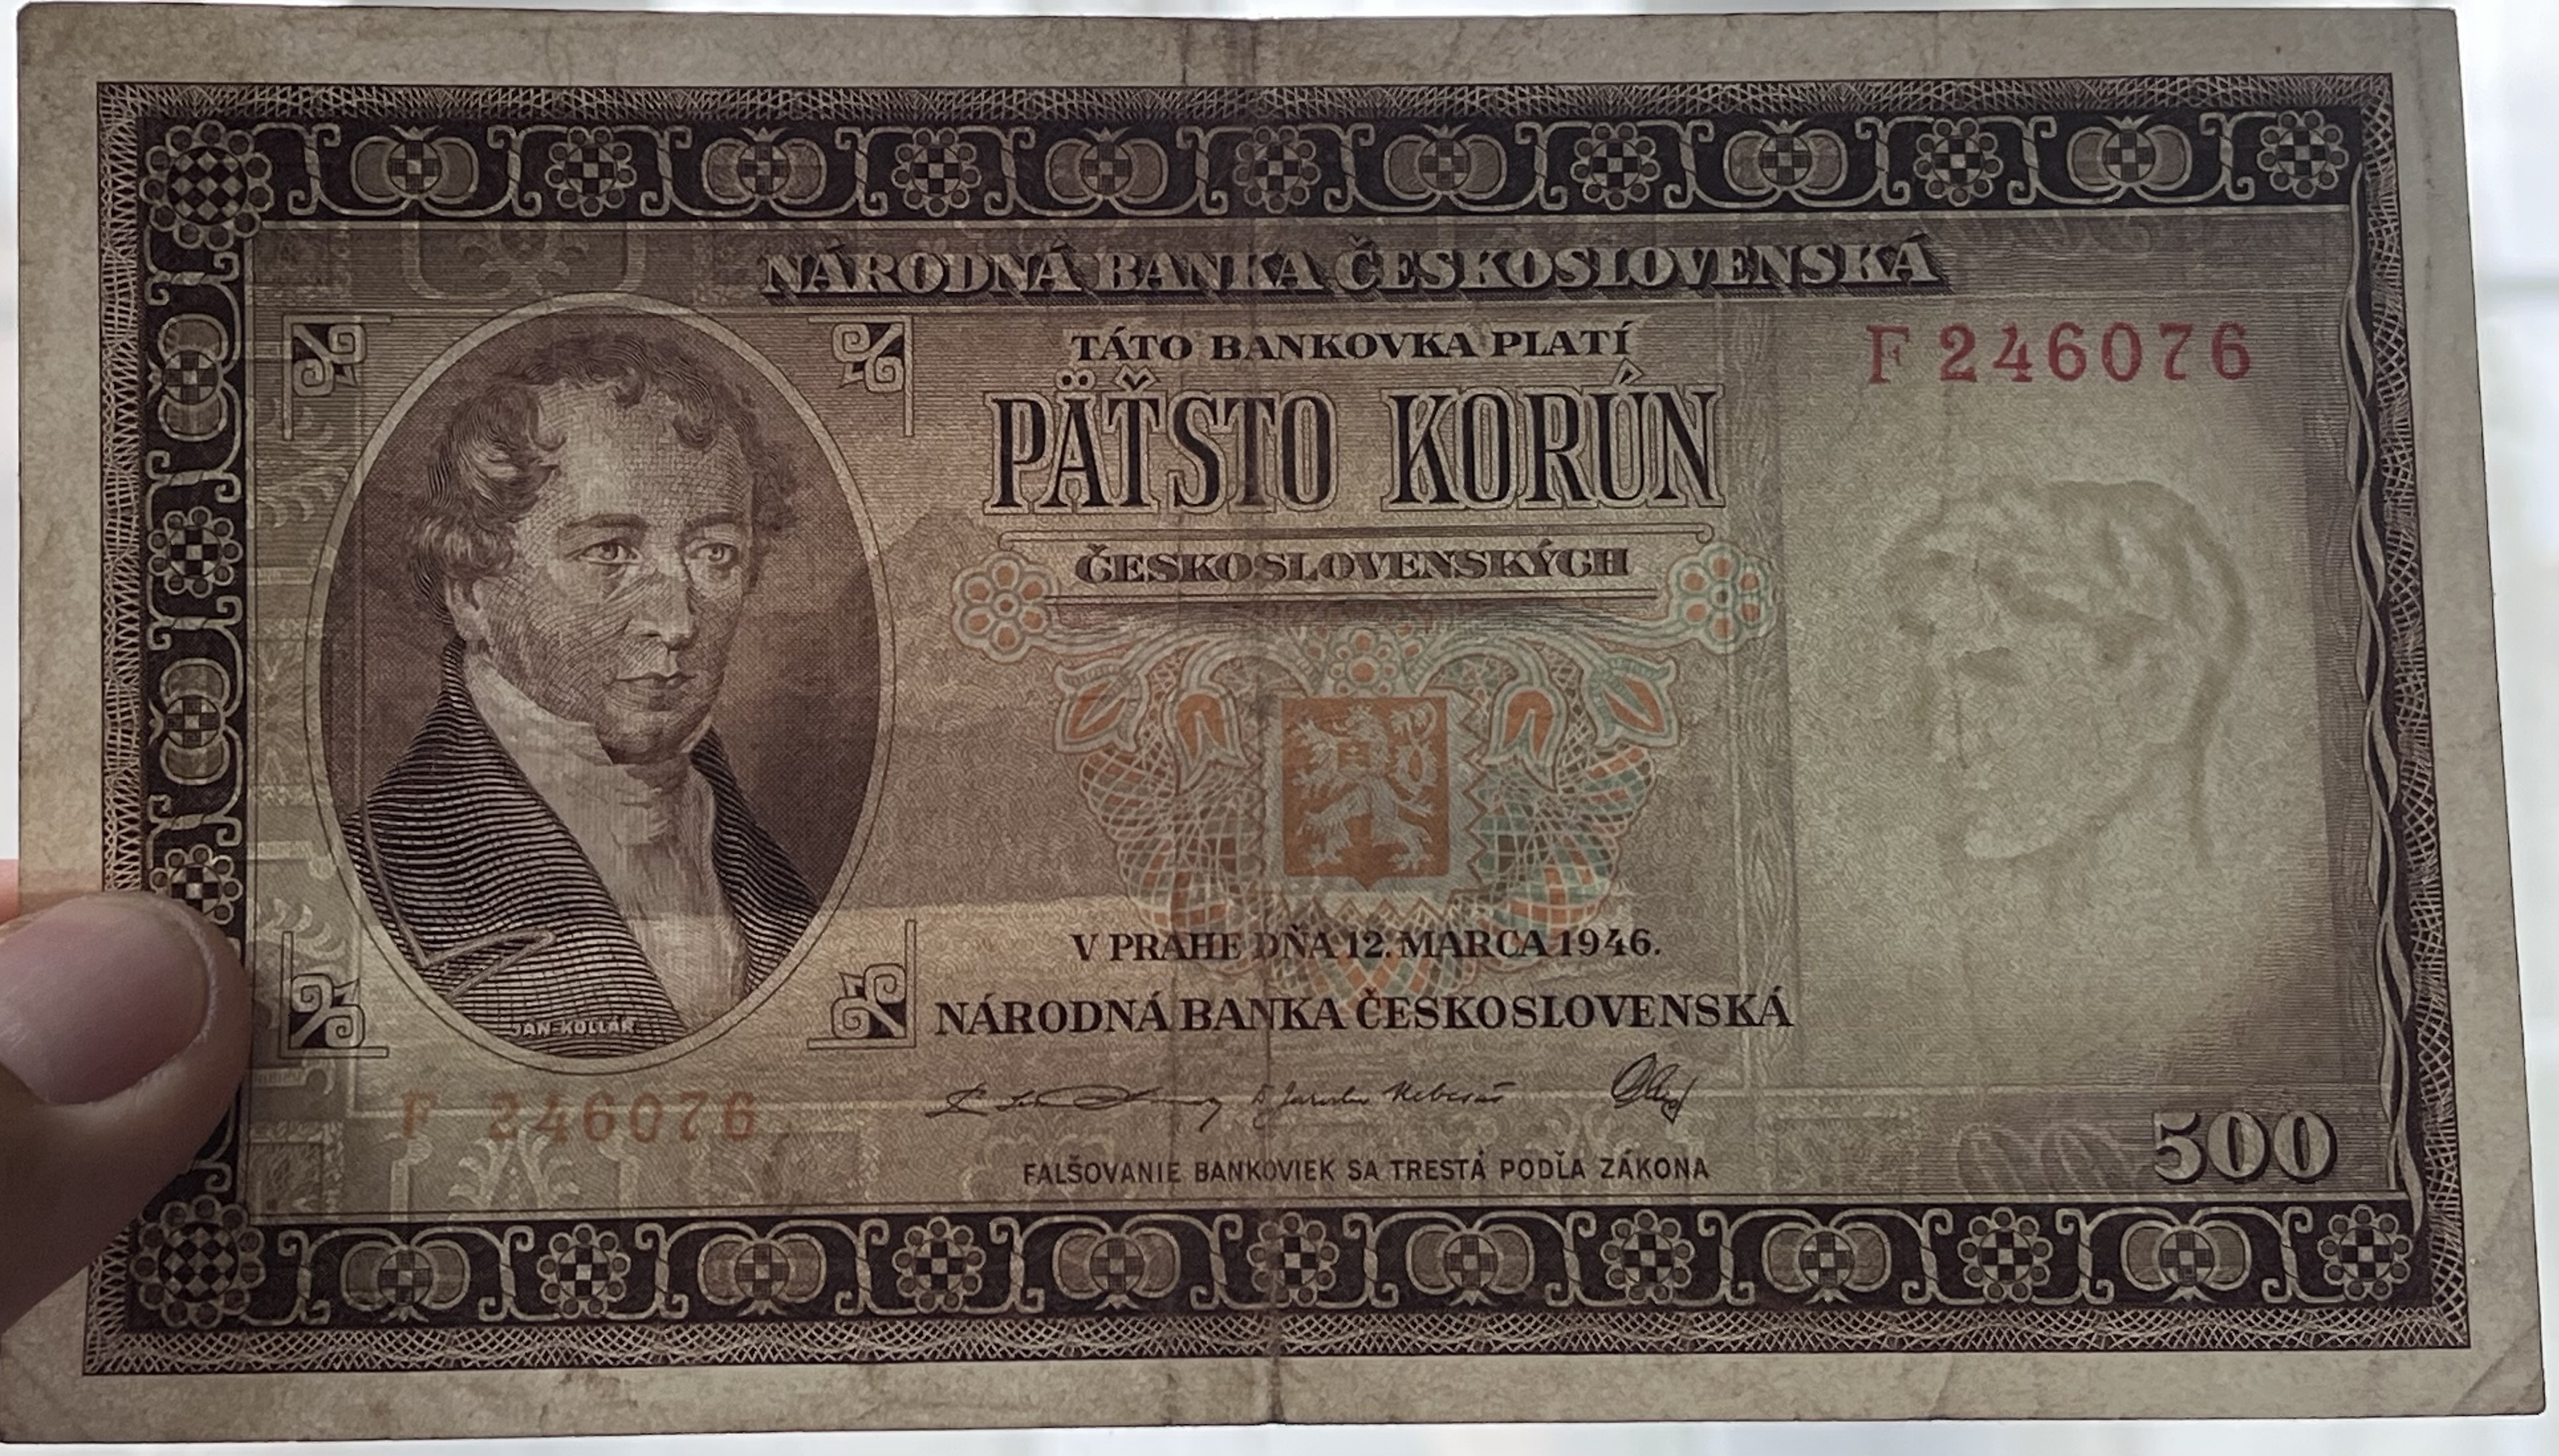 NÁRODNÁ BANKA ČESKOSLOVENSKÁ
TÁTO BANKOVKA PLATÍ
F 246076
PÄŤSTO KORÚN
ČESKOSLOVENSKÝCH
V PRAHE DŇA 12. MARCA 1946.
NÁRODNÁ BANKA ČESKOSLOVENSKÁ
JÁN KOLLÁR
F 246076
500
FALŠOVANIE BANKOVIEK SA TRESTÁ PODĽA ZÁKONA